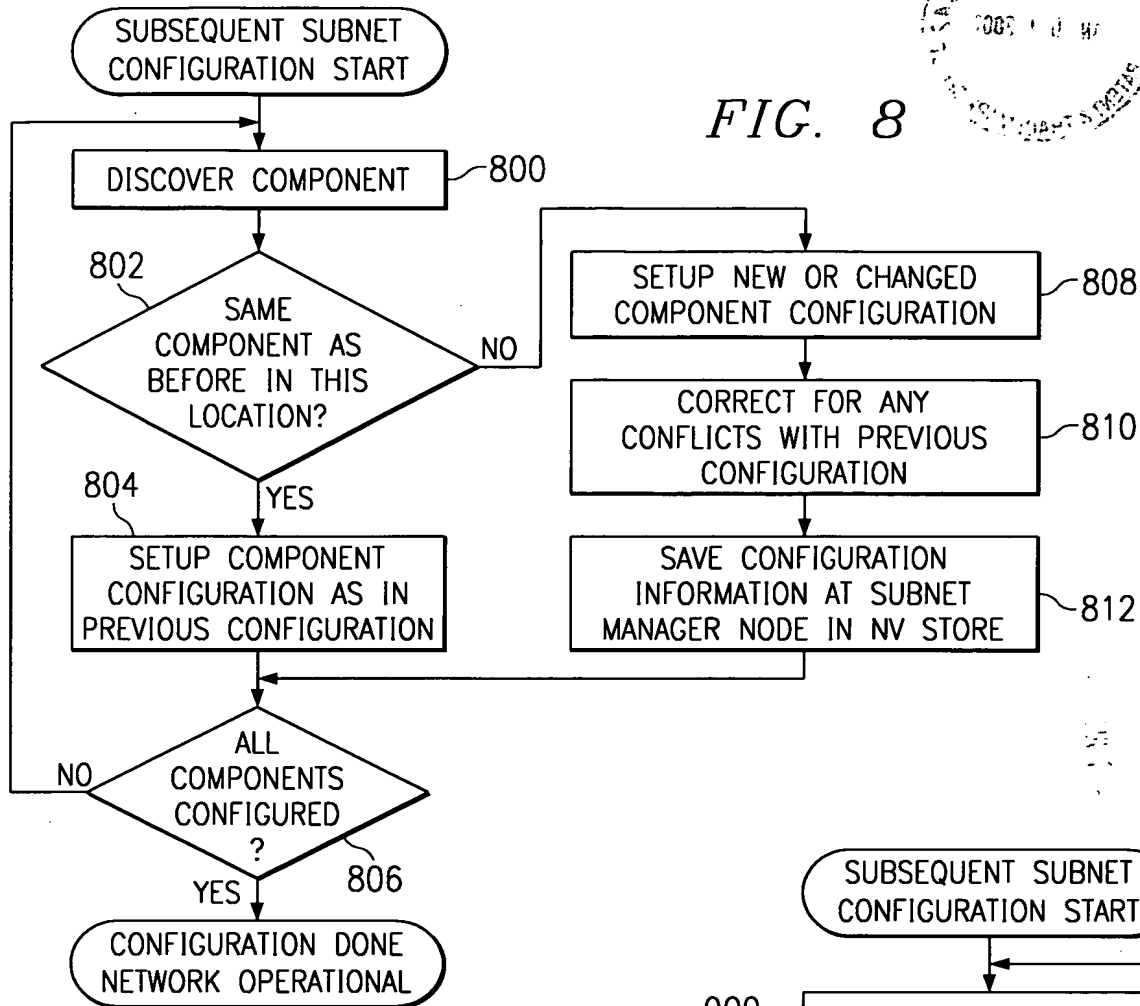 SUBSEQUENT SUBNET
CONFIGURATION START
FIG. 8
DISCOVER COMPONENT
800
802
SAME
COMPONENT AS
BEFORE IN THIS
LOCATION?
NO
YES
804
SETUP COMPONENT
CONFIGURATION AS IN
PREVIOUS CONFIGURATION
SETUP NEW OR CHANGED
COMPONENT CONFIGURATION
808
CORRECT FOR ANY
CONFLICTS WITH PREVIOUS
CONFIGURATION
810
SAVE CONFIGURATION
INFORMATION AT SUBNET
MANAGER NODE IN NV STORE
812
ALL
COMPONENTS
CONFIGURED
?
NO
806
YES
CONFIGURATION DONE
NETWORK OPERATIONAL
SUBSEQUENT SUBNET
CONFIGURATION START